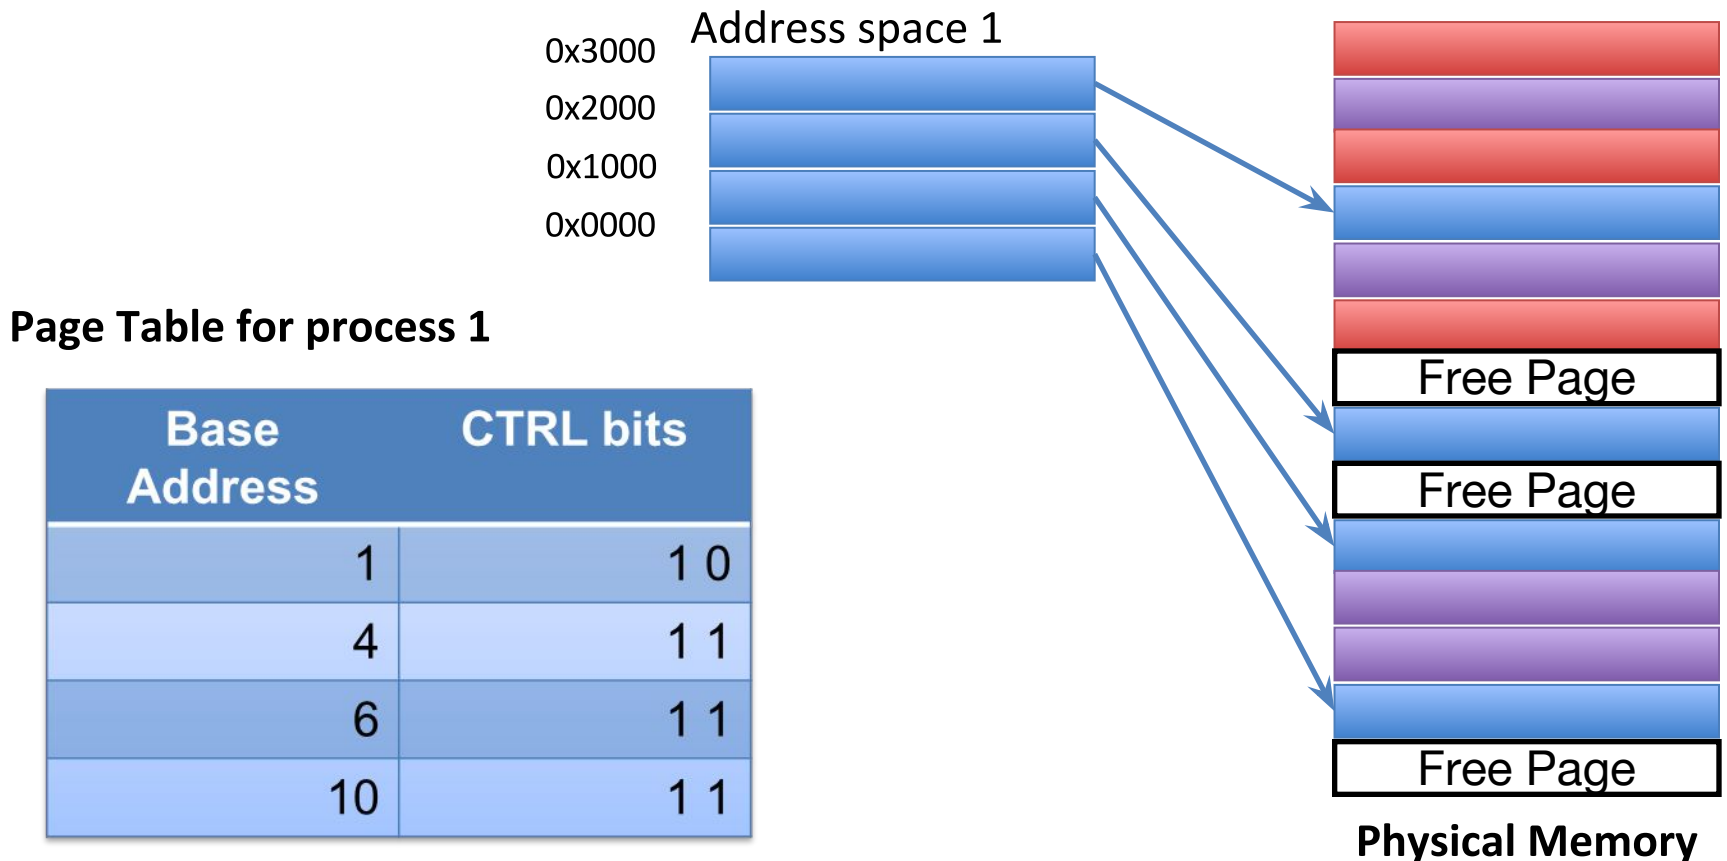 Address space 1
0x3000
0x2000
0x1000
0x0000
Page Table for process 1
Base Address CTRL bits
1 1 0
4 1 1
6 1 1
10 1 1
Free Page
Free Page
Free Page
Physical Memory